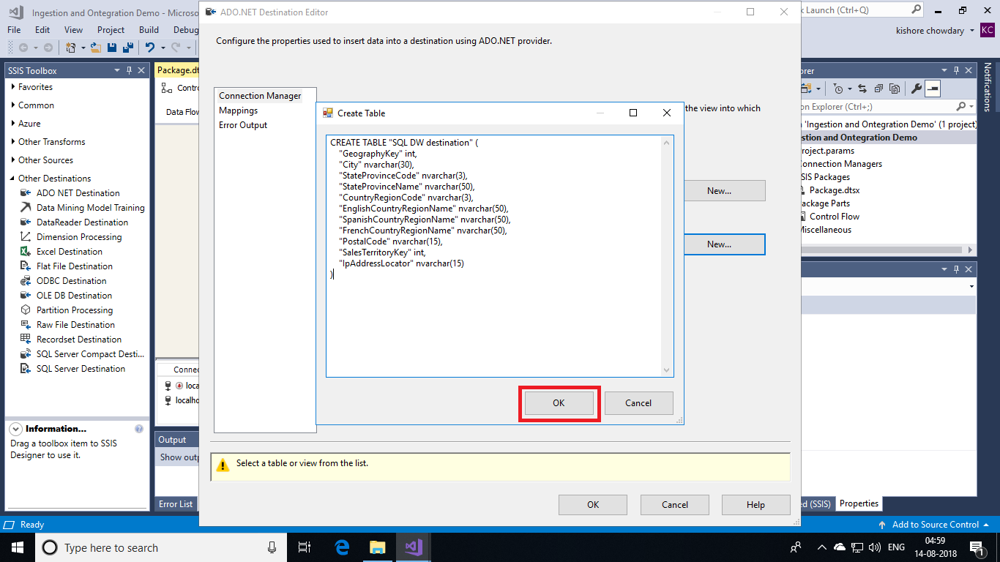 Ingestion and Ontegration Demo - Microso
ADO.NET Destination Editor
k Launch (Ctrl+Q)
File Edit View Project Build Debug
kishore chowdary
KC
Configure the properties used to insert data into a destination using ADO.NET provider.
SSIS Toolbox
Package.dt
orer
Notifications
Favorites
Common
Azure
Other Transforms
Other Sources
Other Destinations
ADO NET Destination
Data Mining Model Training
DataReader Destination
Dimension Processing
Excel Destination
Flat File Destination
ODBC Destination
OLE DB Destination
Partition Processing
Raw File Destination
Recordset Destination
SQL Server Compact Desti...
SQL Server Destination
Information...
Drag a toolbox item to SSIS
Designer to use it.
Contr
Data Flow
Connec
loca
localho
Output
Show outp
Error List
Connection Manager
Mappings
Error Output
the view into which
New...
New...
Create Table
CREATE TABLE "SQL DW destination" (
"GeographyKey" int,
"City" nvarchar(30),
"StateProvinceCode" nvarchar(3),
"StateProvinceName" nvarchar(50),
"CountryRegionCode" nvarchar(3),
"EnglishCountryRegionName" nvarchar(50),
"SpanishCountryRegionName" nvarchar(50),
"FrenchCountryRegionName" nvarchar(50),
"PostalCode" nvarchar(15),
"SalesTerritoryKey" int,
"IpAddressLocator" nvarchar(15)
)
OK Cancel
Select a table or view from the list.
OK Cancel Help
on Explorer (Ctrl+;)
n 'Ingestion and Ontegration Demo' (1 project)
estion and Ontegration Demo
roject.params
onnection Managers
SIS Packages
Package.dtsx
ackage Parts
Control Flow
iscellaneous
ed (SSIS) Properties
Ready
Add to Source Control
Type here to search
ENG
04:59
14-08-2018
1